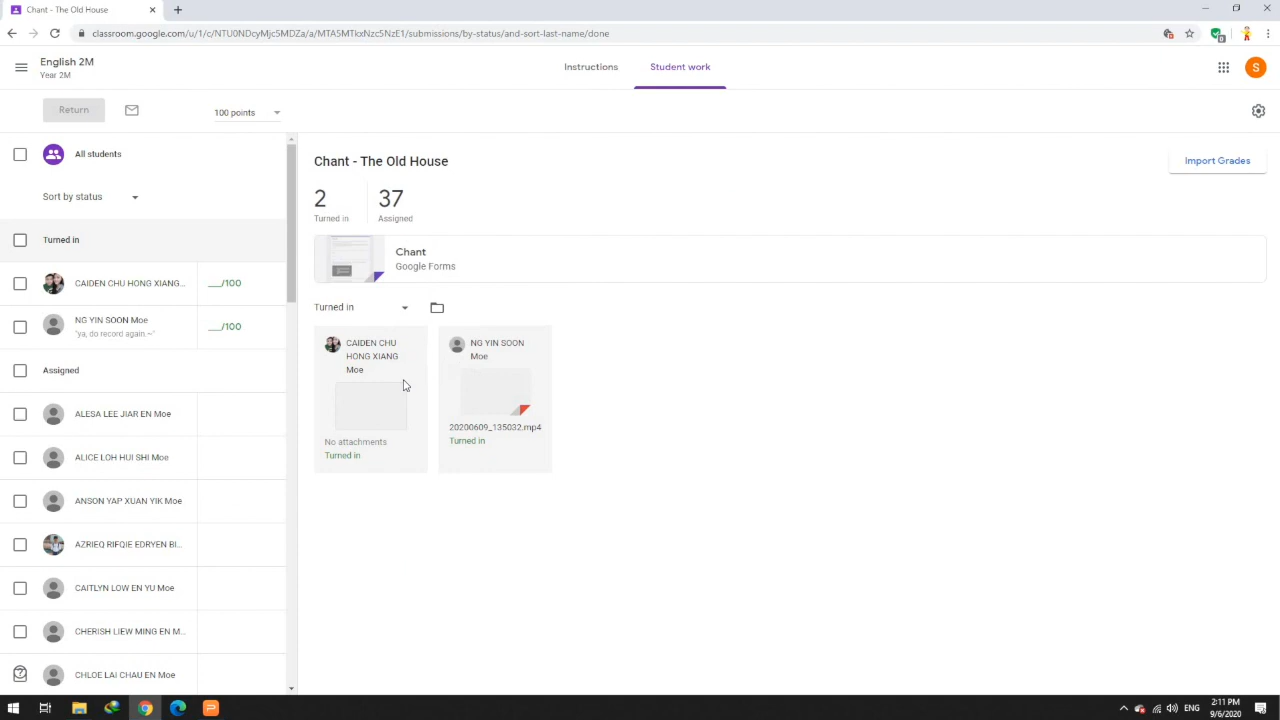 Chant - The Old House
classroom.google.com/u/1/c/NTU0NDcyMjc5MDZa/a/MTA5MTkxNzc5NzE1/submissions/by-status/and-sort-last-name/done
English 2M
Year 2M
Instructions
Student work
S
Return
100 points
All students
Sort by status
Turned in
CAIDEN CHU HONG XIANG...
___/100
NG YIN SOON Moe
"ya, do record again.~"
___/100
Assigned
ALESA LEE JIAR EN Moe
ALICE LOH HUI SHI Moe
ANSON YAP XUAN YIK Moe
AZRIEQ RIFQIE EDRYEN BI...
CAITLYN LOW EN YU Moe
CHERISH LIEW MING EN M...
CHLOE LAI CHAU EN Moe
Chant - The Old House
Import Grades
2
Turned in
37
Assigned
Chant
Google Forms
Turned in
CAIDEN CHU
HONG XIANG
Moe
No attachments
Turned in
NG YIN SOON
Moe
20200609_135032.mp4
Turned in
ENG
2:11 PM
9/6/2020